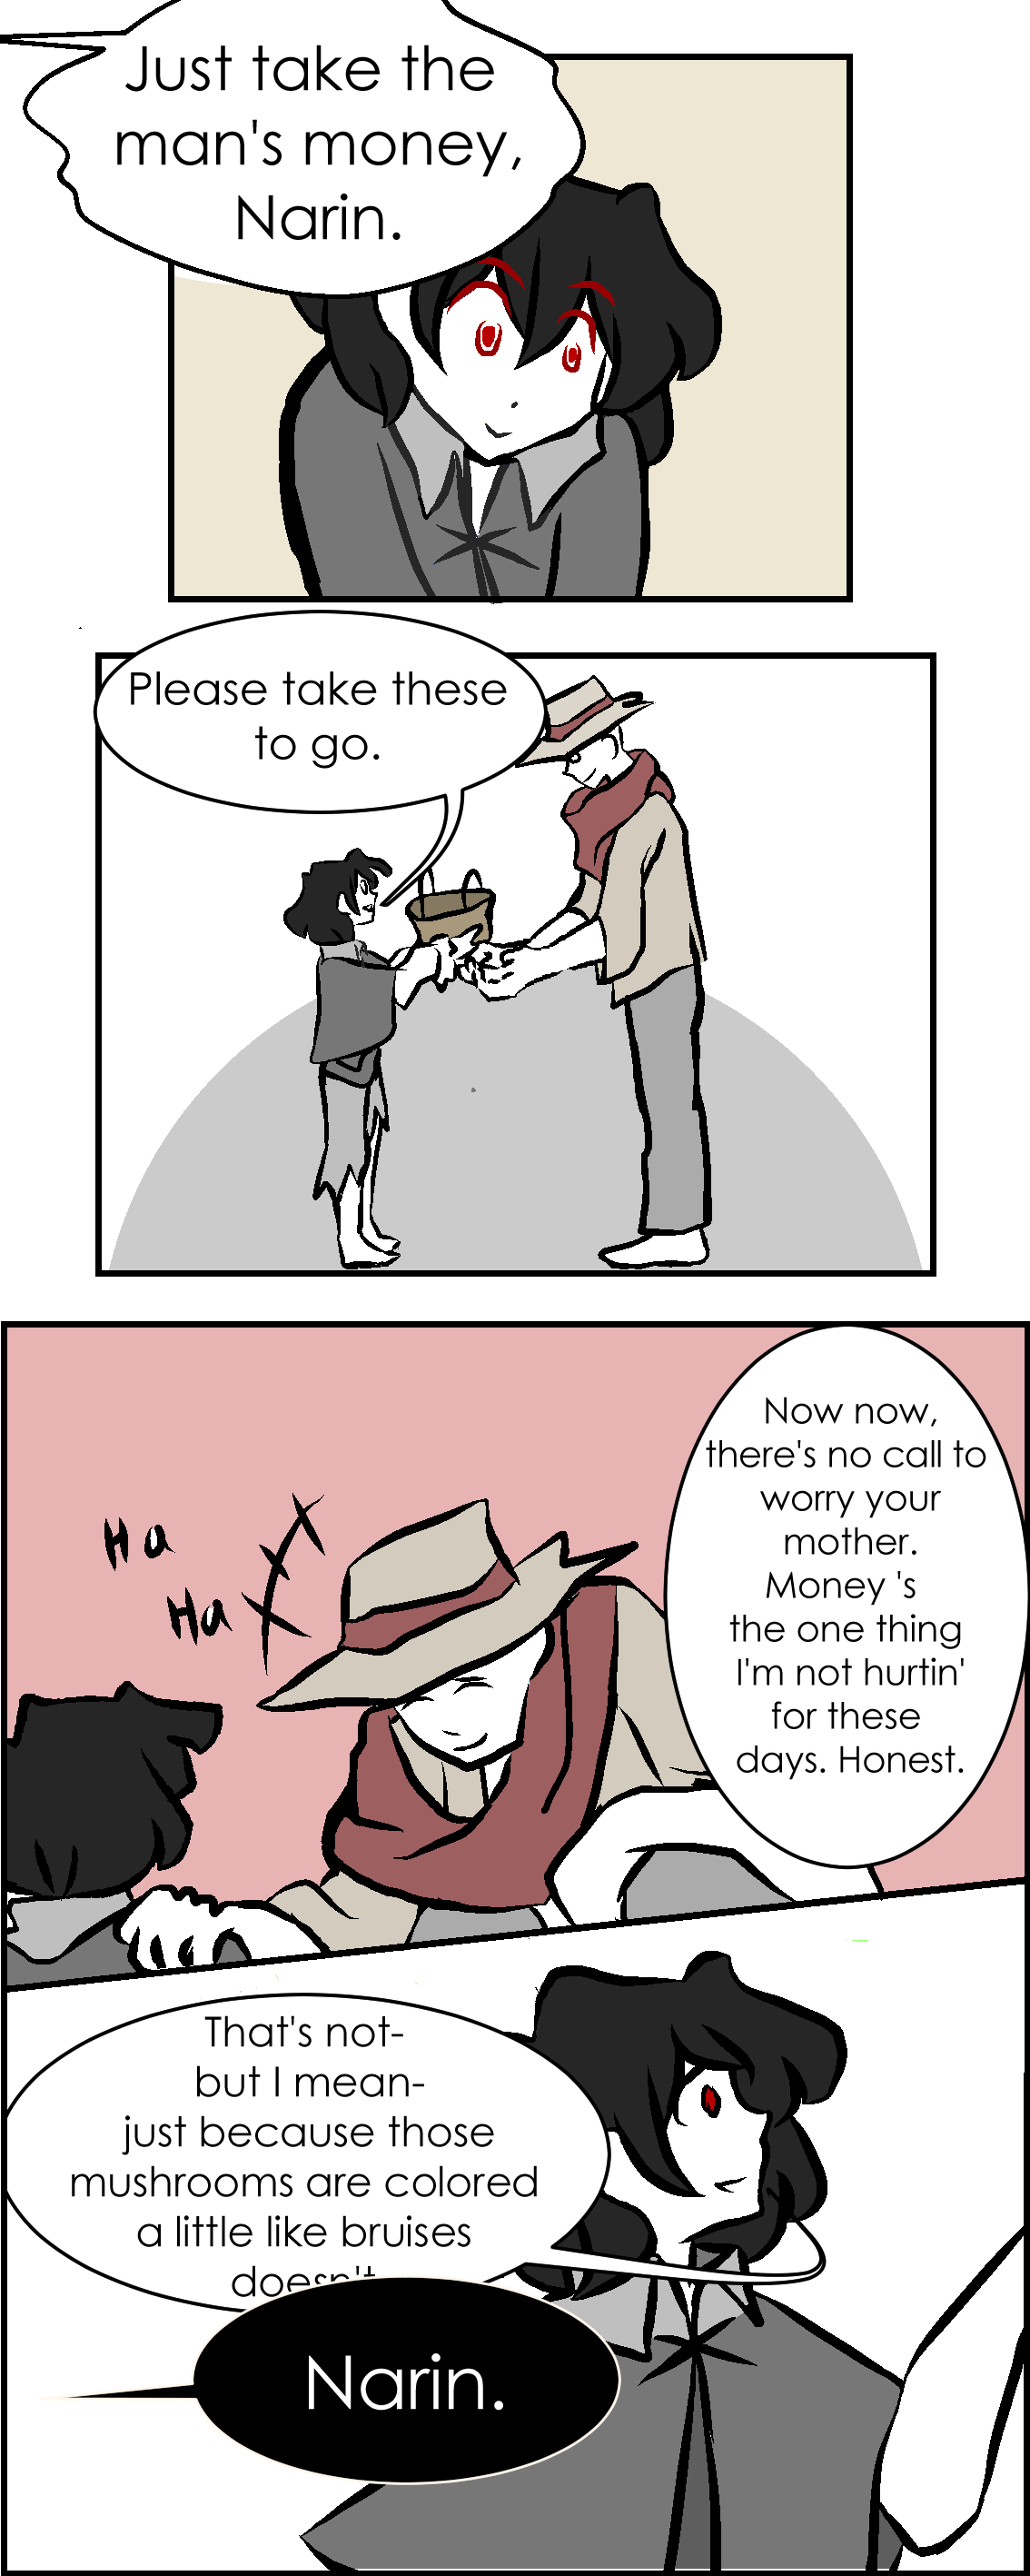 Just take the
man's money,
Narin.
Please take these
to go.
Now now,
there's no call to
worry your
mother.
Money 's
the one thing
I'm not hurtin'
for these
days. Honest.
Ha
Ha
That's not-
but I mean-
just because those
mushrooms are colored
a little like bruises
doesn't
Narin.